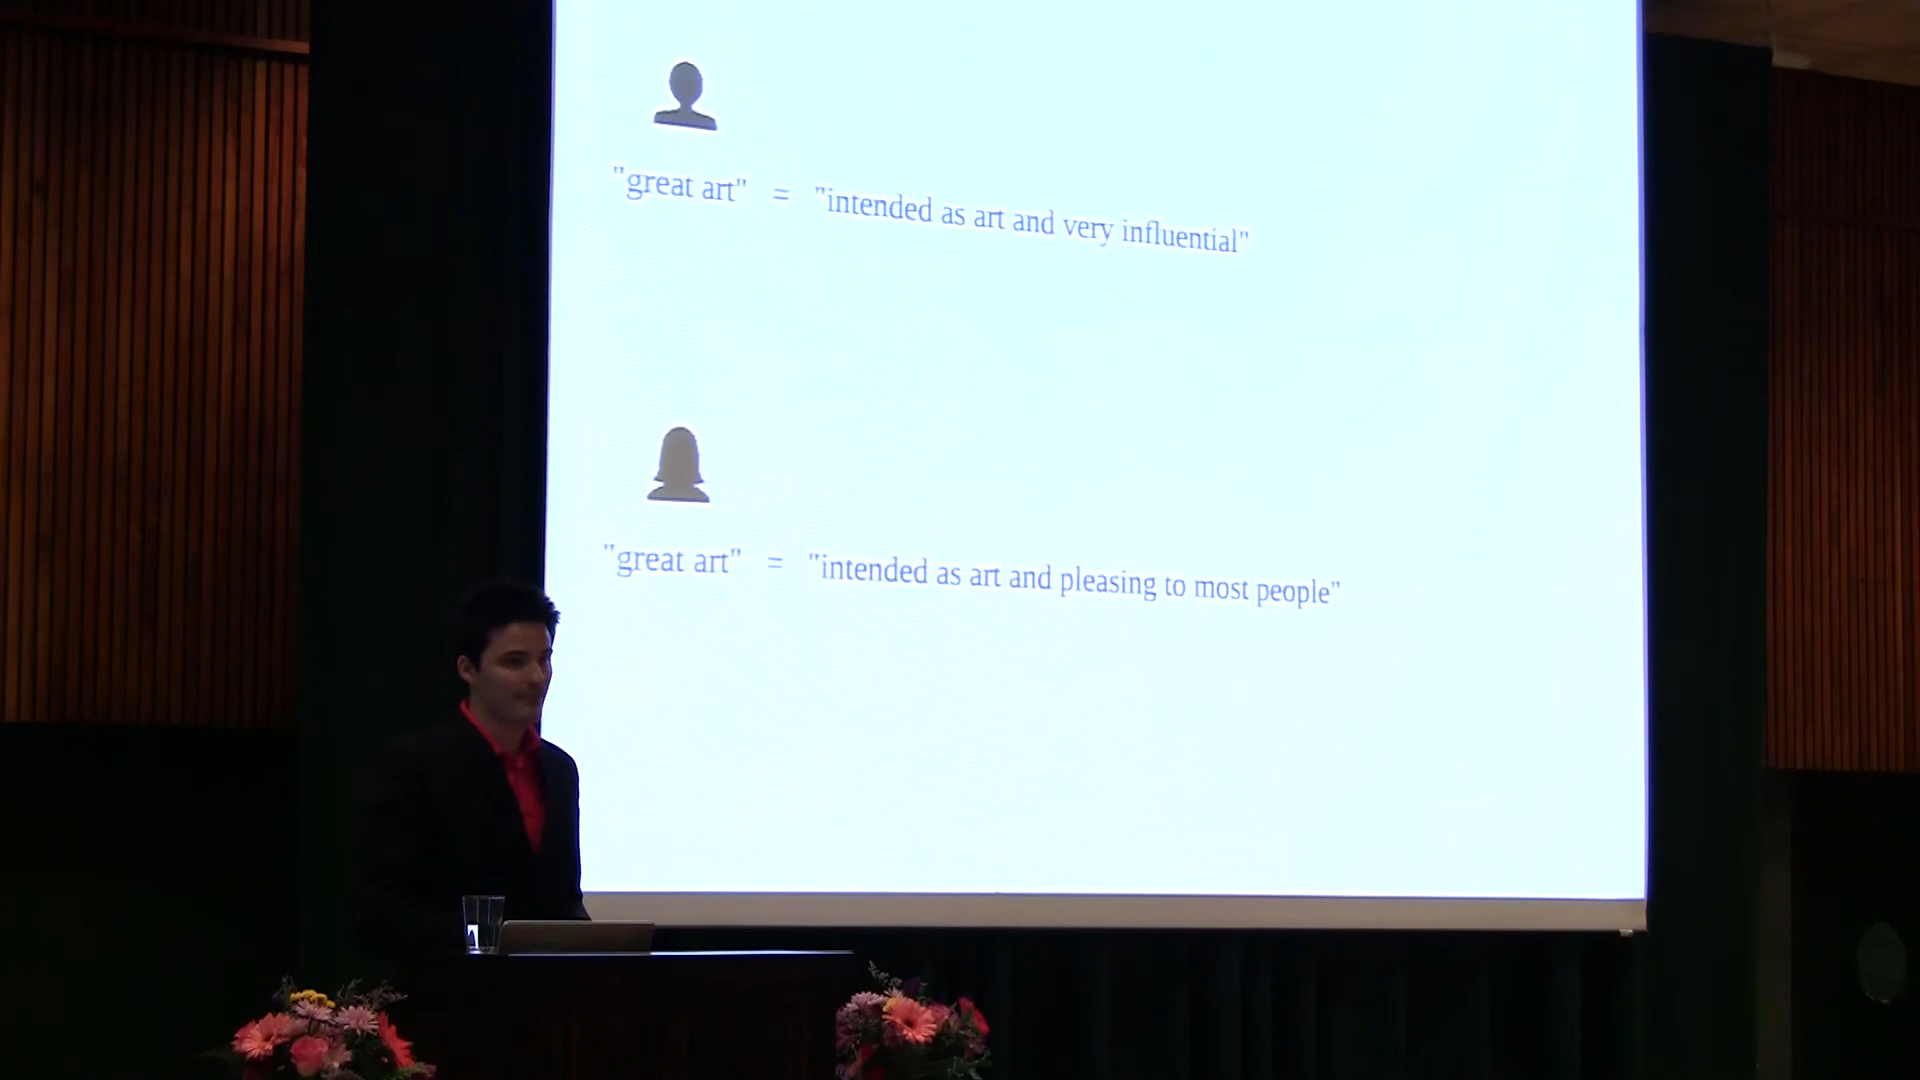 "great art" = "intended as art and very influential"
"great art" = "intended as art and pleasing to most people"